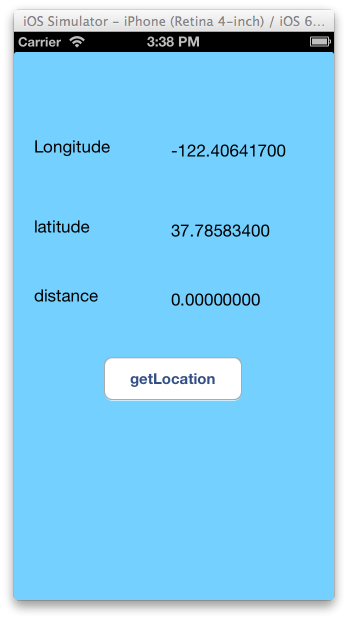 iOS Simulator - iPhone (Retina 4-inch) / iOS 6...
Carrier 3:38 PM
Longitude -122.40641700
latitude 37.78583400
distance 0.00000000
getLocation